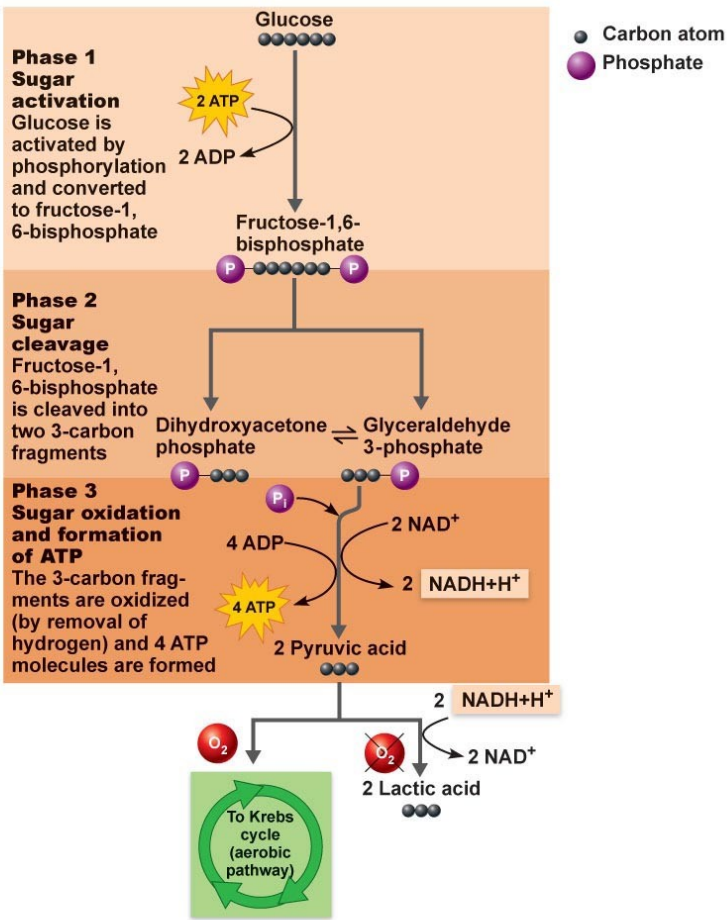 Glucose
Carbon atom
Phosphate
Phase 1
Sugar
activation
Glucose is
activated by
phosphorylation
and converted
to fructose-1,
6-bisphosphate
2 ATP
2 ADP
Fructose-1,6-
bisphosphate
P
P
Phase 2
Sugar
cleavage
Fructose-1,
6-bisphosphate
is cleaved into
two 3-carbon
fragments
Dihydroxyacetone
phosphate
Glyceraldehyde
3-phosphate
P
P
Phase 3
Sugar oxidation
and formation
of ATP
The 3-carbon frag-
ments are oxidized
(by removal of
hydrogen) and 4 ATP
molecules are formed
Pi
2 NAD+
4 ADP
4 ATP
2 NADH+H+
2 Pyruvic acid
2 NADH+H+
O2
O2
2 NAD+
2 Lactic acid
To Krebs
cycle
(aerobic
pathway)
P